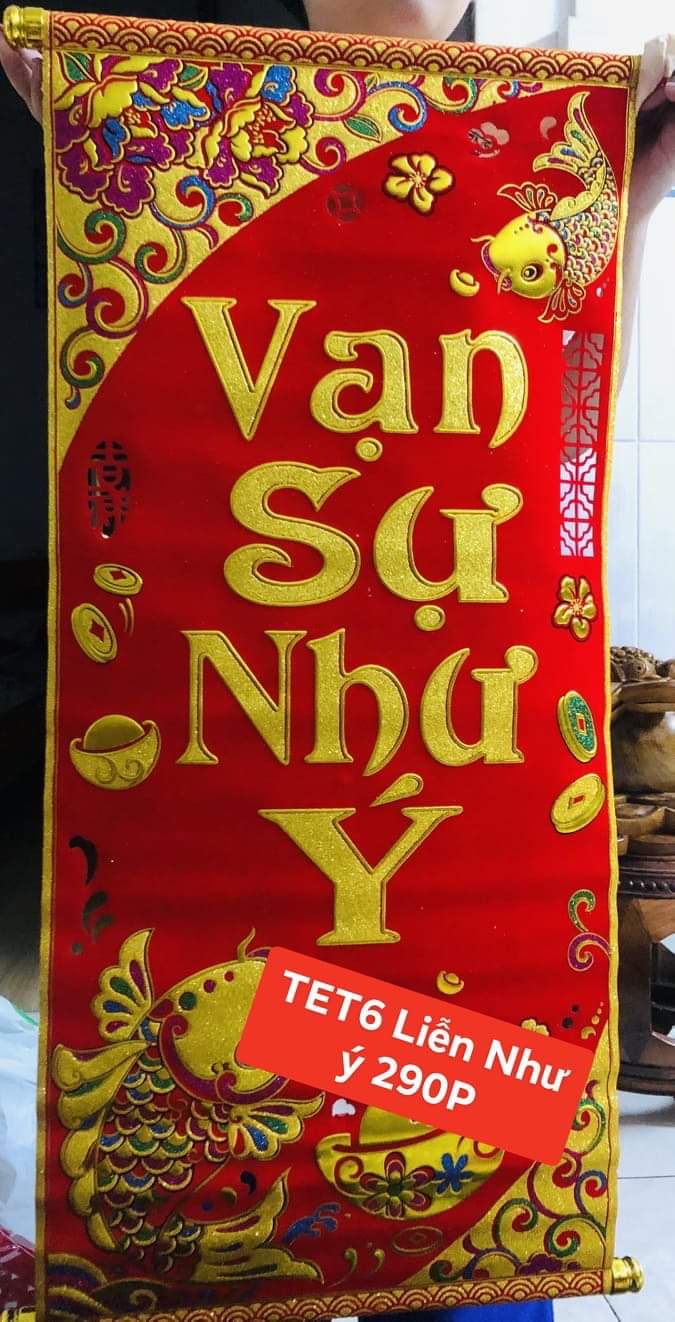 Vạn
Sự
Như
Ý
TET6 Liễn Như
ý 290P